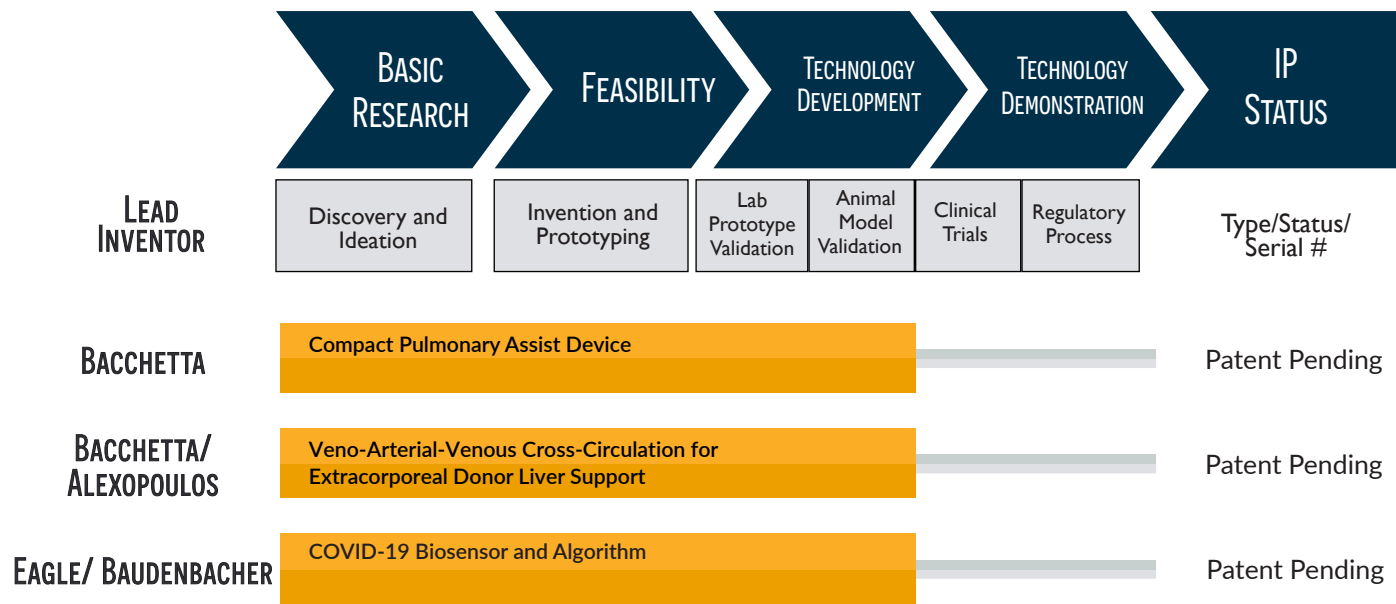 BASIC
RESEARCH
FEASIBILITY
TECHNOLOGY
DEVELOPMENT
TECHNOLOGY
DEMONSTRATION
IP
STATUS
LEAD
INVENTOR
Discovery and
Ideation
Invention and
Prototyping
Lab
Prototype
Validation
Animal
Model
Validation
Clinical
Trials
Regulatory
Process
Type/Status/
Serial #
BACCHETTA
Compact Pulmonary Assist Device
Patent Pending
BACCHETTA/
ALEXOPOULOS
Veno-Arterial-Venous Cross-Circulation for
Extracorporeal Donor Liver Support
Patent Pending
EAGLE/ BAUDENBACHER
COVID-19 Biosensor and Algorithm
Patent Pending